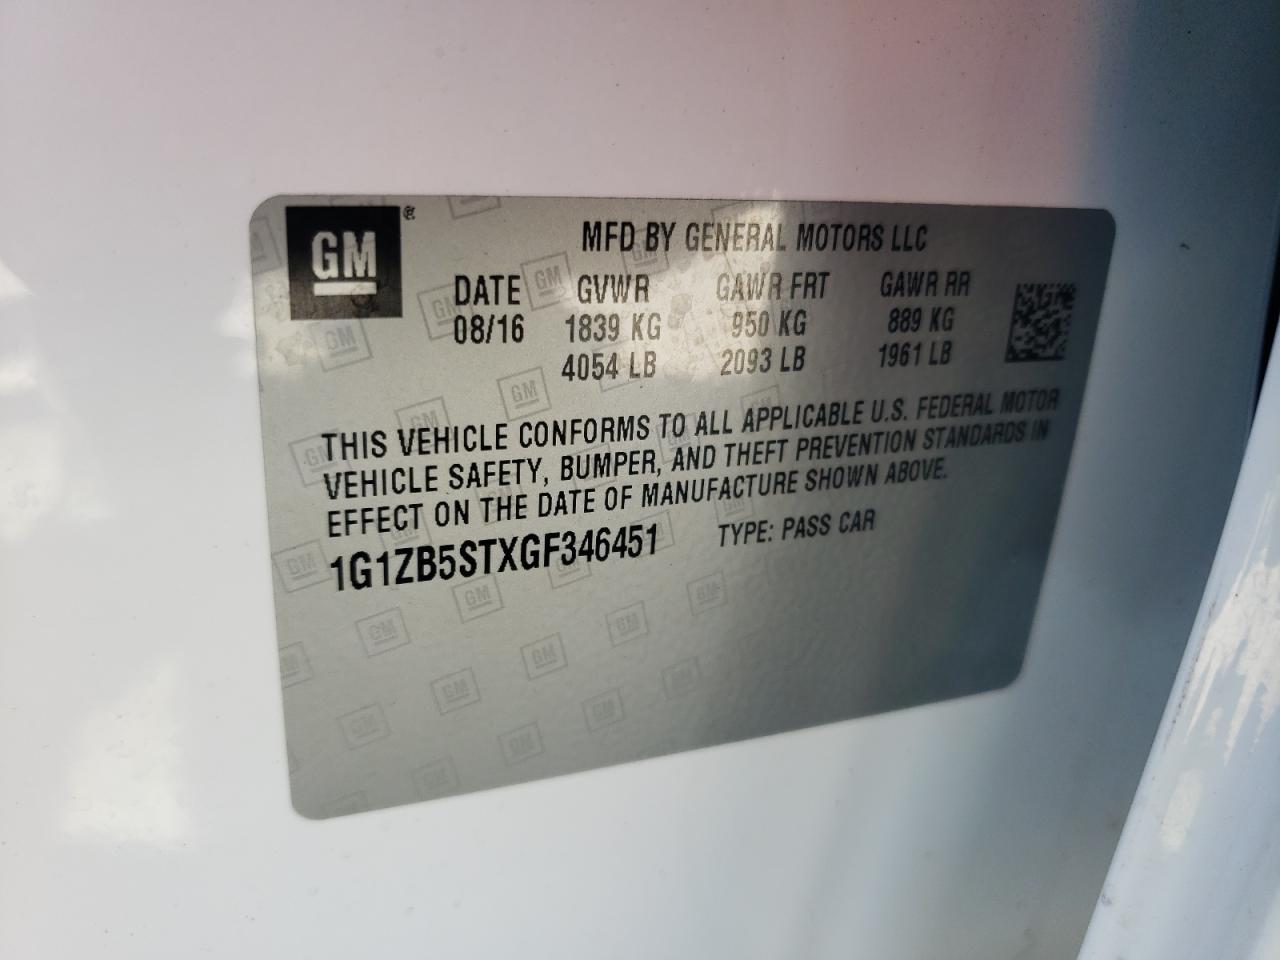 GM®
MFD BY GENERAL MOTORS LLC
DATE GVWR GAWR FRT GAWR RR
08/16 1839 KG 950 KG 889 KG
4054 LB 2093 LB 1961 LB
THIS VEHICLE CONFORMS TO ALL APPLICABLE U.S. FEDERAL MOTOR
VEHICLE SAFETY, BUMPER, AND THEFT PREVENTION STANDARDS IN
EFFECT ON THE DATE OF MANUFACTURE SHOWN ABOVE.
1G1ZB5STXGF346451 TYPE: PASS CAR